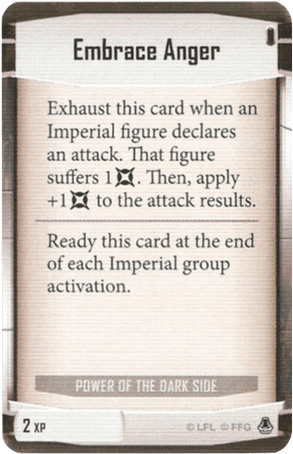 Embrace Anger
Exhaust this card when an
Imperial figure declares
an attack. That figure
suffers 1. Then, apply
+1 to the attack results.
Ready this card at the end
of each Imperial group
activation.
POWER OF THE DARK SIDE
2 XP
© LFL © FFG